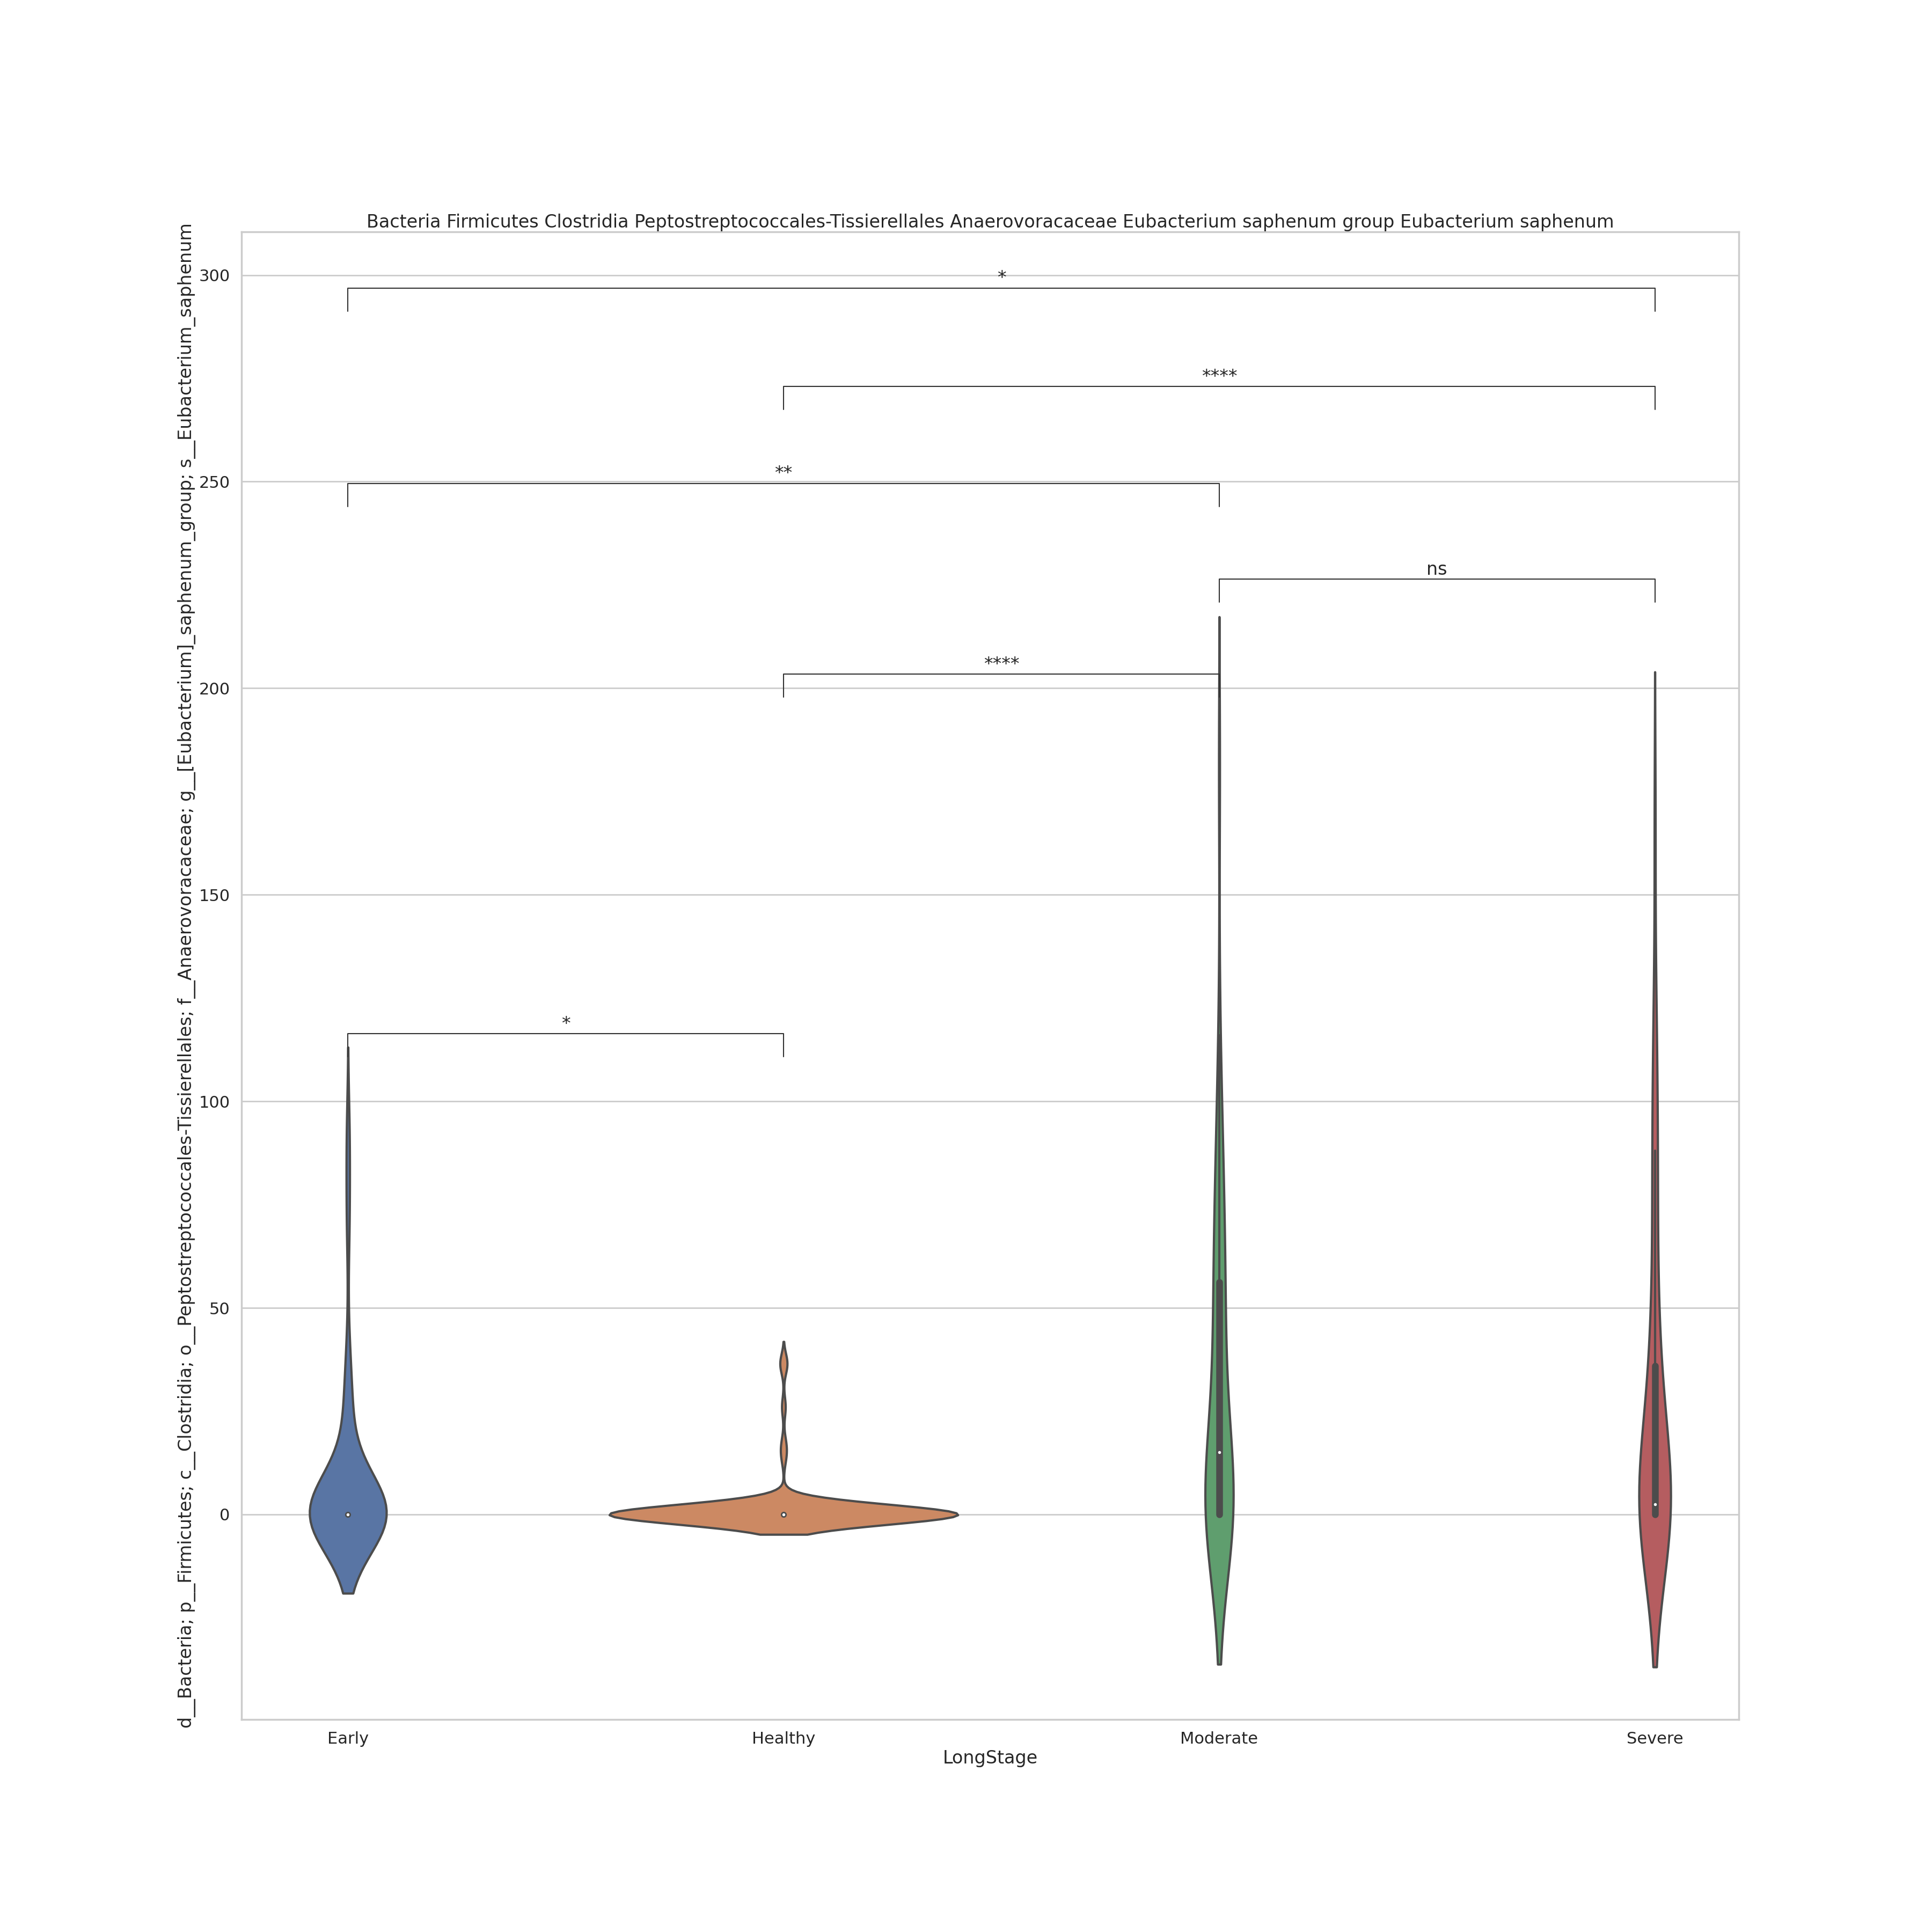 Bacteria Firmicutes Clostridia Peptostreptococcales-Tissierellales Anaerovoracaceae Eubacterium saphenum group Eubacterium saphenum
d__Bacteria; p__Firmicutes; c__Clostridia; o__Peptostreptococcales-Tissierellales; f__Anaerovoracaceae; g__[Eubacterium]_saphenum_group; s__Eubacterium_saphenum
300
250
200
150
100
50
0
*
****
**
ns
****
*
Early
Healthy
Moderate
Severe
LongStage